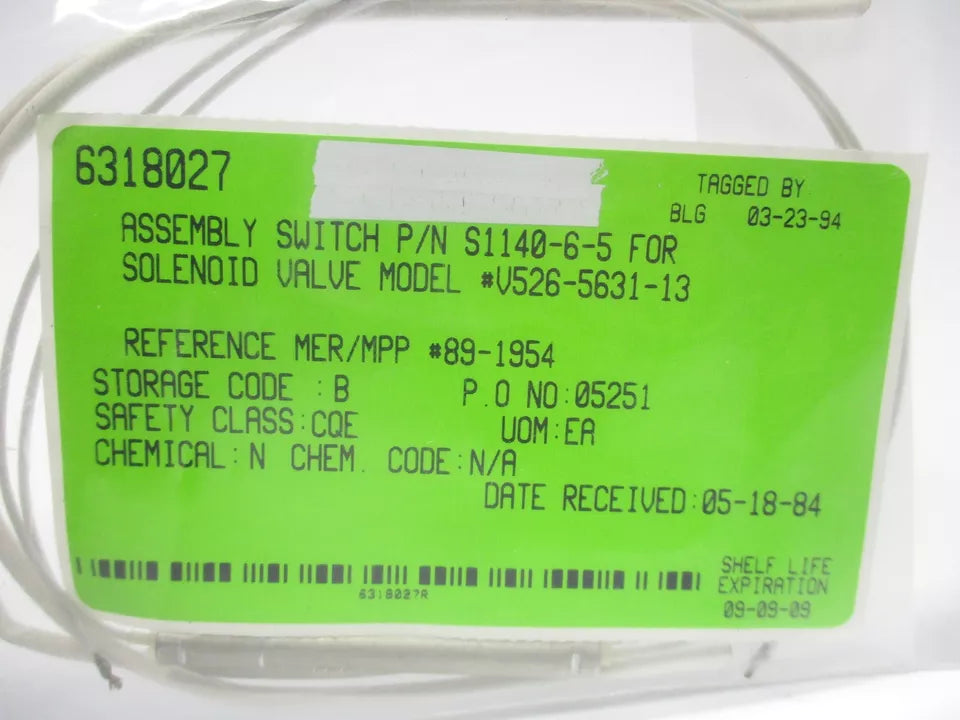 6318027
TAGGED BY
BLG 03-23-94
ASSEMBLY SWITCH P/N S1140-6-5 FOR
SOLENOID VALVE MODEL #V526-5631-13
REFERENCE MER/MPP #89-1954
STORAGE CODE :B P.O NO:05251
SAFETY CLASS:CQE UOM:EA
CHEMICAL:N CHEM. CODE:N/A
DATE RECEIVED:05-18-84
SHELF LIFE
EXPIRATION
09-09-09
6318027R